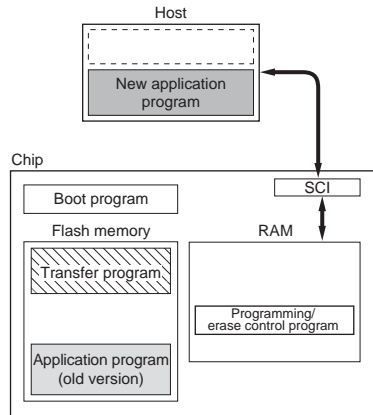 Host
New application
program
Chip
SCI
Boot program
Flash memory
RAM
Transfer program
Programming/
erase control program
Application program
(old version)